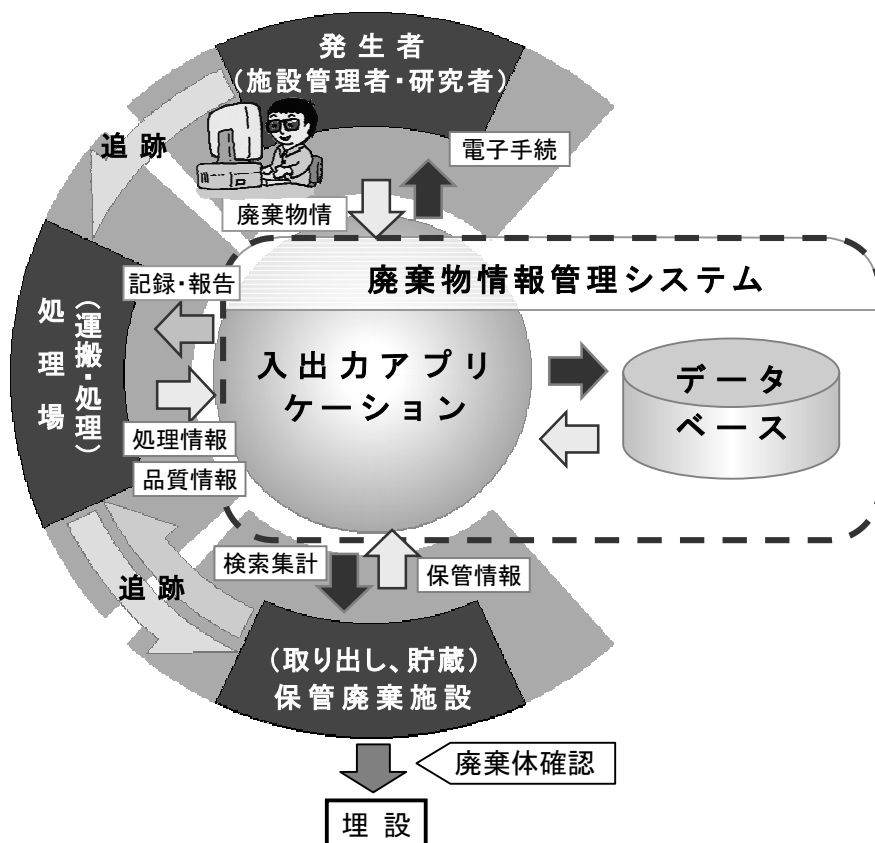 発生者
(施設管理者・研究者)
追跡
電子手続
廃棄物情
廃棄物情報管理システム
記録・報告
処理場
(運搬・処理)
入出力アプリ
ケーション
データ
ベース
処理情報
品質情報
検索集計
保管情報
追跡
(取り出し、貯蔵)
保管廃棄施設
廃棄体確認
埋設